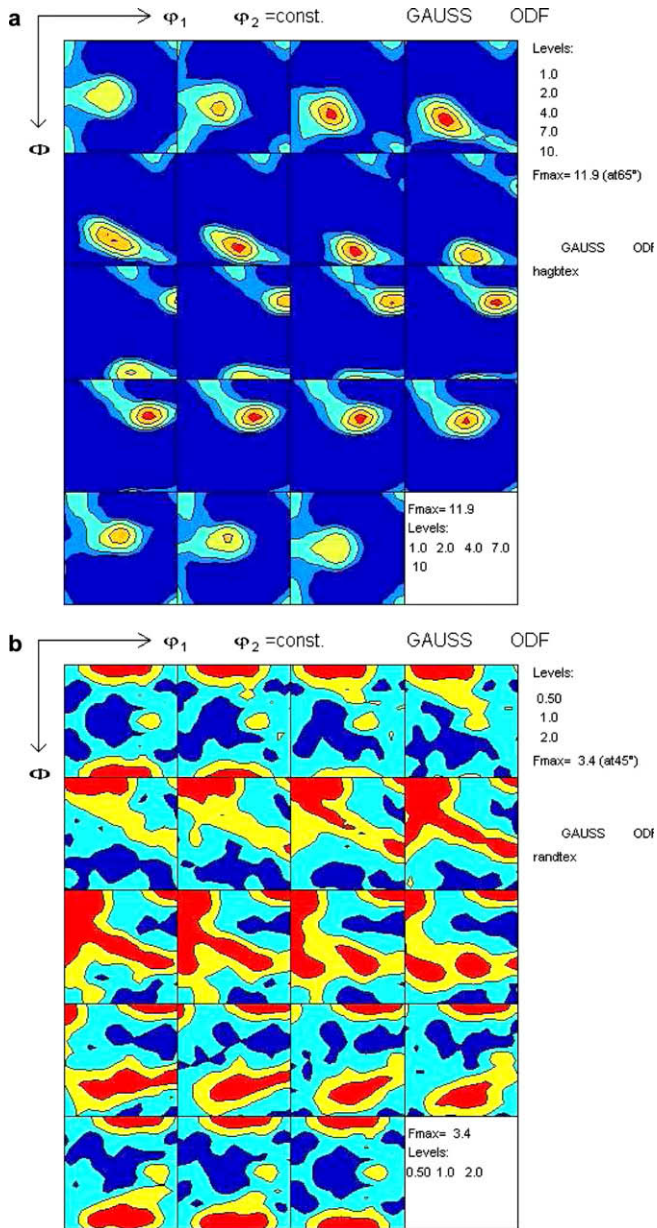 a
φ1 φ2 =const. GAUSS ODF
Φ
Levels:
1.0
2.0
4.0
7.0
10.
Fmax= 11.9 (at65°)
GAUSS ODF
hagbtex
Fmax= 11.9
Levels:
1.0 2.0 4.0 7.0
10
b
φ1 φ2 =const. GAUSS ODF
Φ
Levels:
0.50
1.0
2.0
Fmax= 3.4 (at45°)
GAUSS ODF
randtex
Fmax= 3.4
Levels:
0.50 1.0 2.0